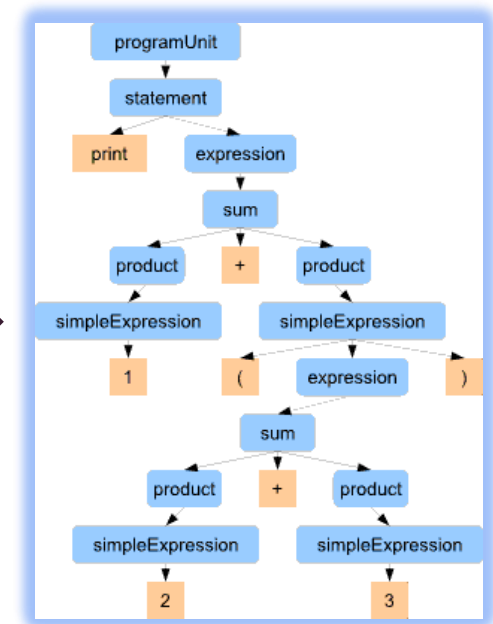 programUnit
statement
print expression
sum
product + product
simpleExpression simpleExpression
1 ( expression )
sum
product + product
simpleExpression simpleExpression
2 3